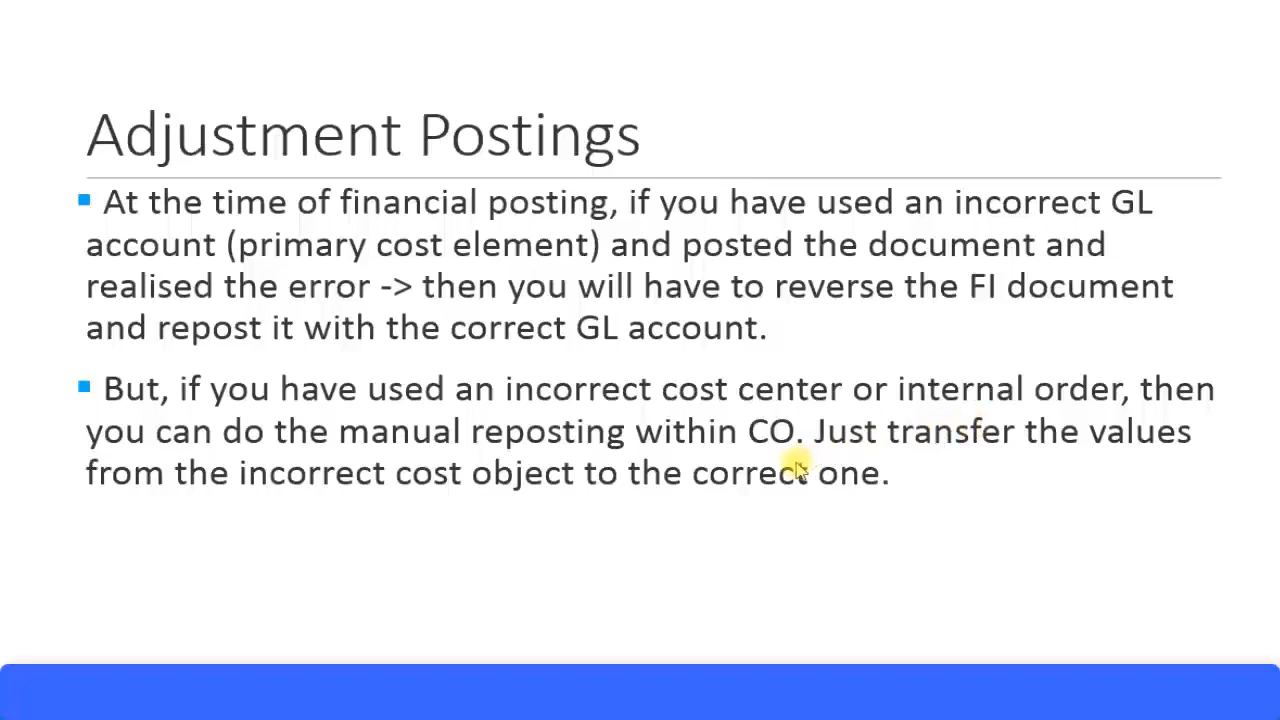 Adjustment Postings
▪ At the time of financial posting, if you have used an incorrect GL
account (primary cost element) and posted the document and
realised the error -> then you will have to reverse the FI document
and repost it with the correct GL account.
▪ But, if you have used an incorrect cost center or internal order, then
you can do the manual reposting within CO. Just transfer the values
from the incorrect cost object to the correct one.